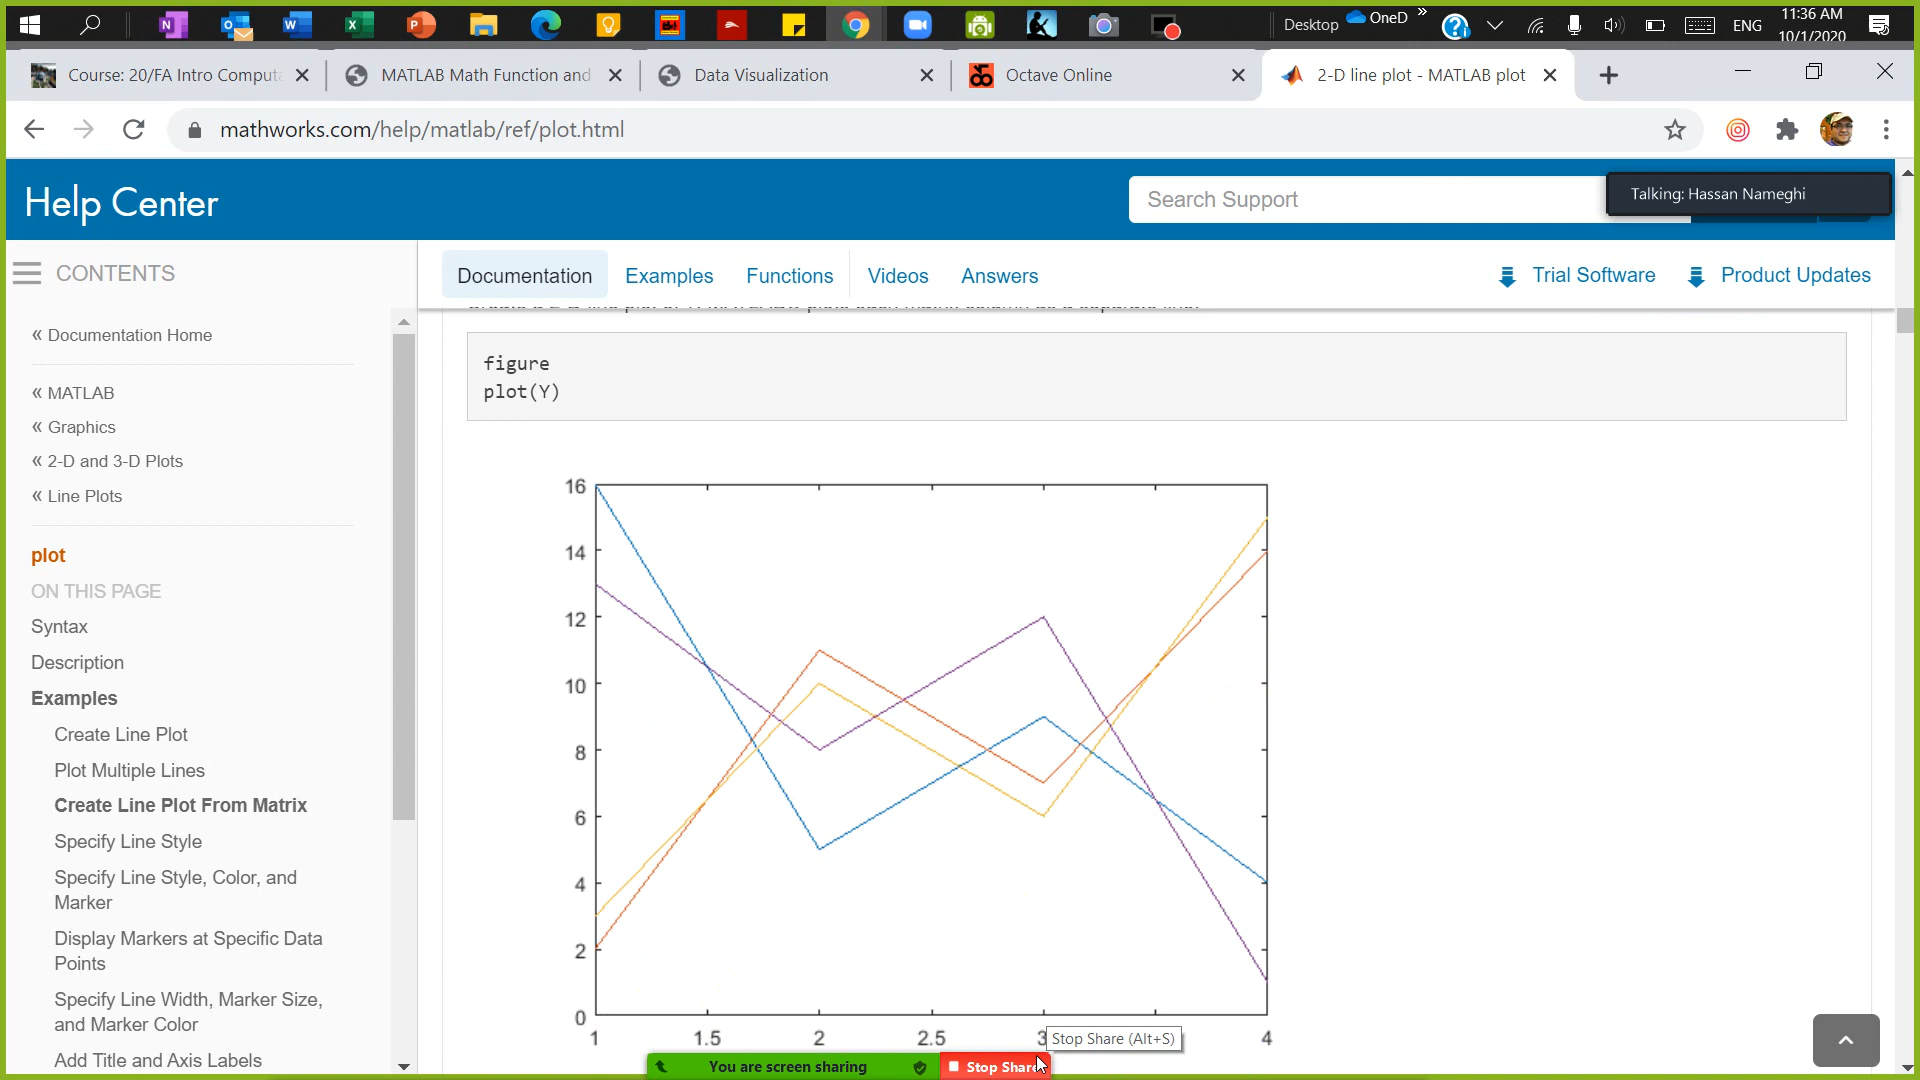 Desktop
OneD
»
ENG
11:36 AM
10/1/2020
Course: 20/FA Intro Computa
MATLAB Math Function and
Data Visualization
Octave Online
2-D line plot - MATLAB plot
mathworks.com/help/matlab/ref/plot.html
Help Center
Search Support
Talking: Hassan Nameghi
CONTENTS
Documentation
Examples
Functions
Videos
Answers
Trial Software
Product Updates
« Documentation Home
« MATLAB
« Graphics
« 2-D and 3-D Plots
« Line Plots
plot
ON THIS PAGE
Syntax
Description
Examples
Create Line Plot
Plot Multiple Lines
Create Line Plot From Matrix
Specify Line Style
Specify Line Style, Color, and
Marker
Display Markers at Specific Data
Points
Specify Line Width, Marker Size,
and Marker Color
Add Title and Axis Labels
figure
plot(Y)
16
14
12
10
8
6
4
2
0
1
1.5
2
2.5
3
4
Stop Share (Alt+S)
You are screen sharing
Stop Share